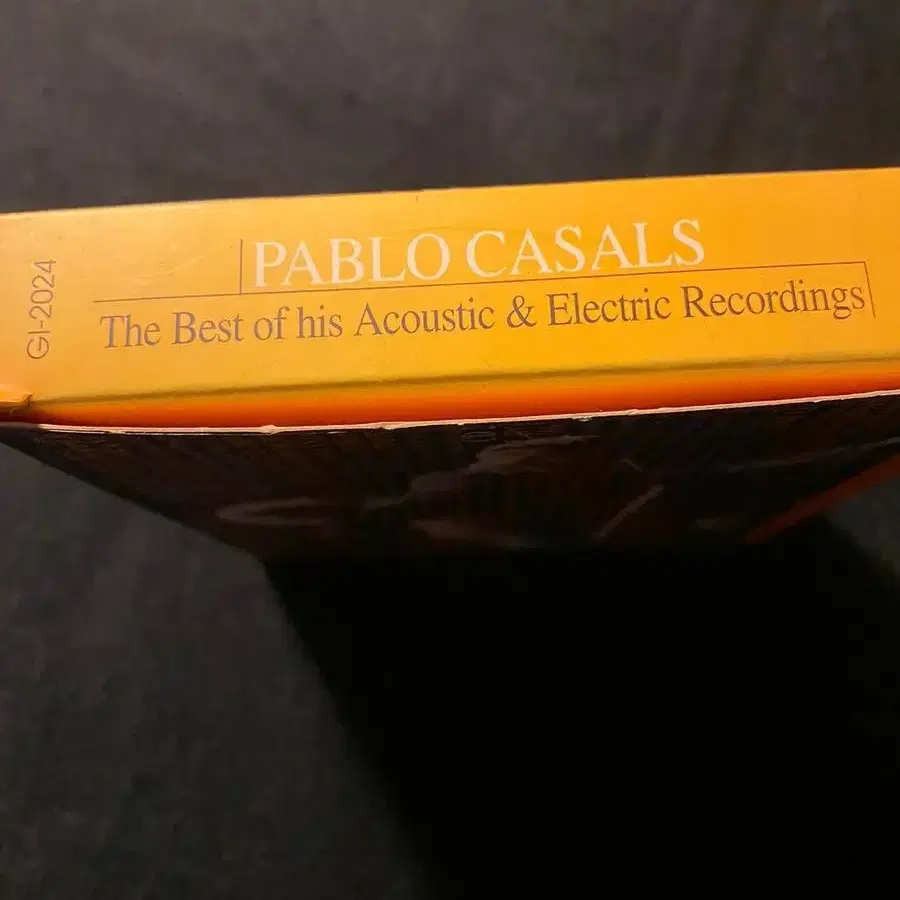 GI-2024
PABLO CASALS
The Best of his Acoustic & Electric Recordings